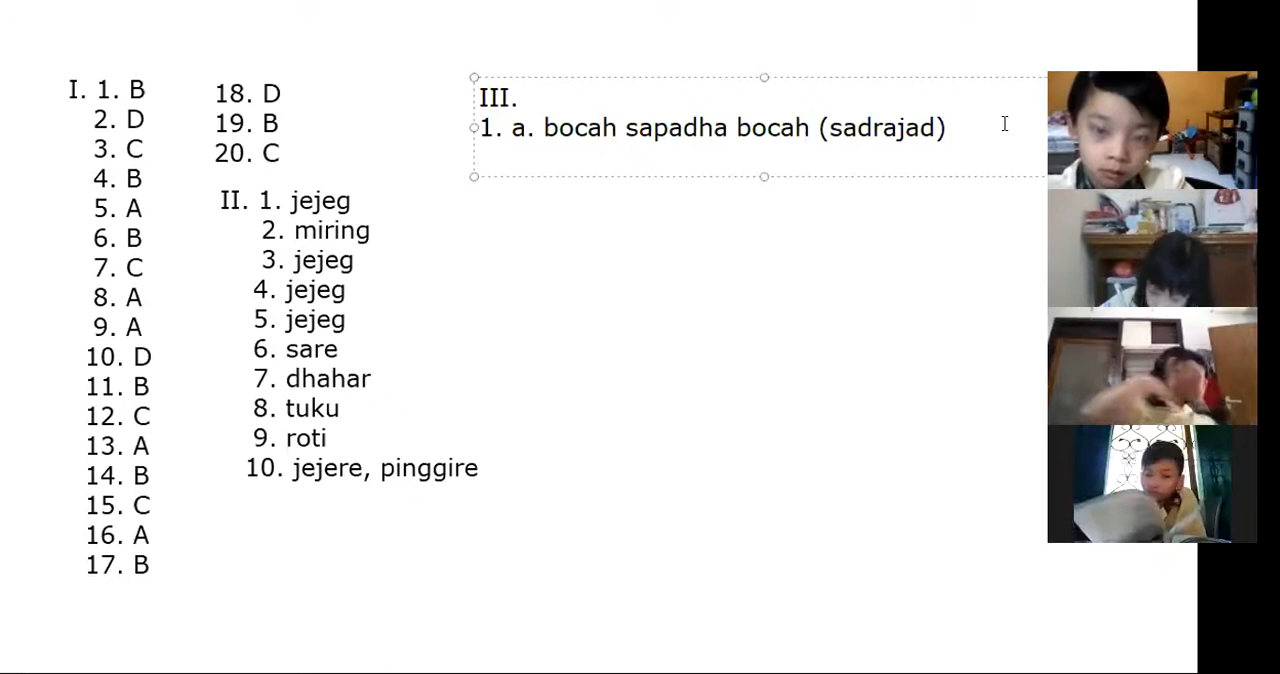 I. 1. B
2. D
3. C
4. B
5. A
6. B
7. C
8. A
9. A
10. D
11. B
12. C
13. A
14. B
15. C
16. A
17. B
18. D
19. B
20. C
II. 1. jejeg
2. miring
3. jejeg
4. jejeg
5. jejeg
6. sare
7. dhahar
8. tuku
9. roti
10. jejere, pinggire
III.
1. a. bocah sapadha bocah (sadrajad)